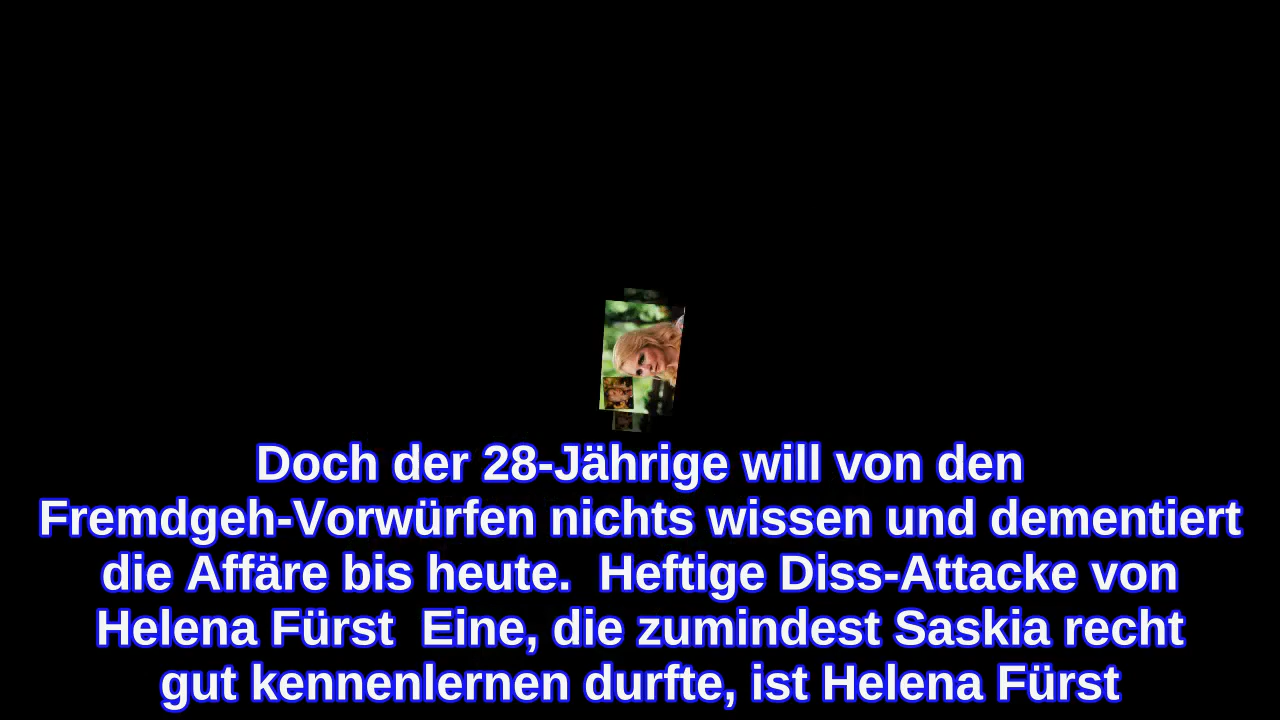 Doch der 28-Jährige will von den
Fremdgeh-Vorwürfen nichts wissen und dementiert
die Affäre bis heute.  Heftige Diss-Attacke von
Helena Fürst  Eine, die zumindest Saskia recht
gut kennenlernen durfte, ist Helena Fürst